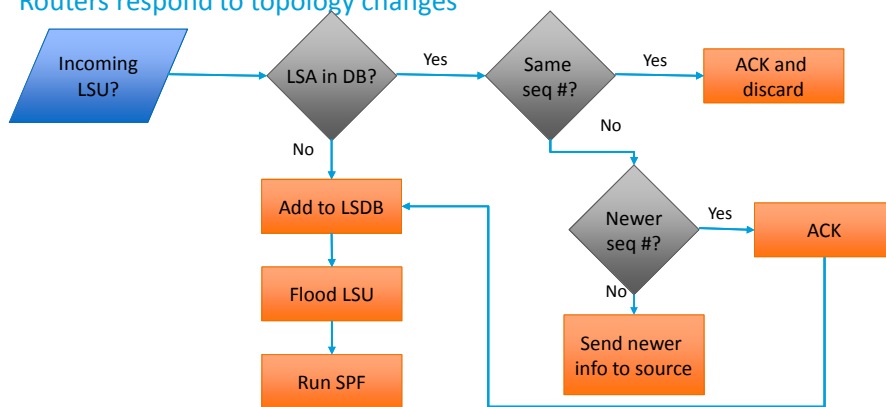 Routers respond to topology changes
Incoming
LSU?
LSA in DB?
Yes
Same
seq #?
Yes
ACK and
discard
No
No
Add to LSDB
Newer
seq #?
Yes
ACK
Flood LSU
No
Send newer
info to source
Run SPF